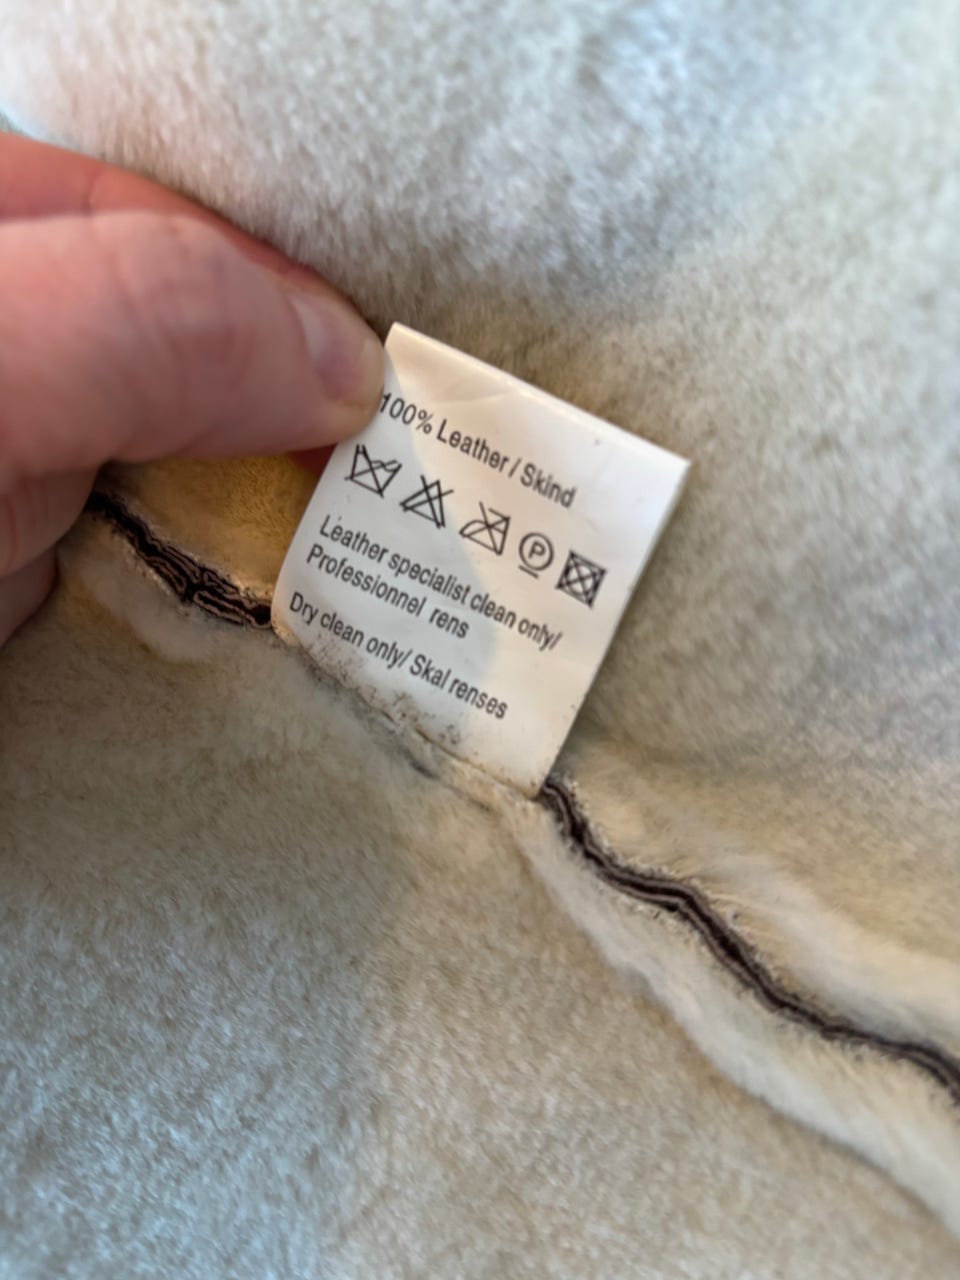 100% Leather / Skind
P
Leather specialist clean only/
Professionnel rens
Dry clean only/ Skal renses